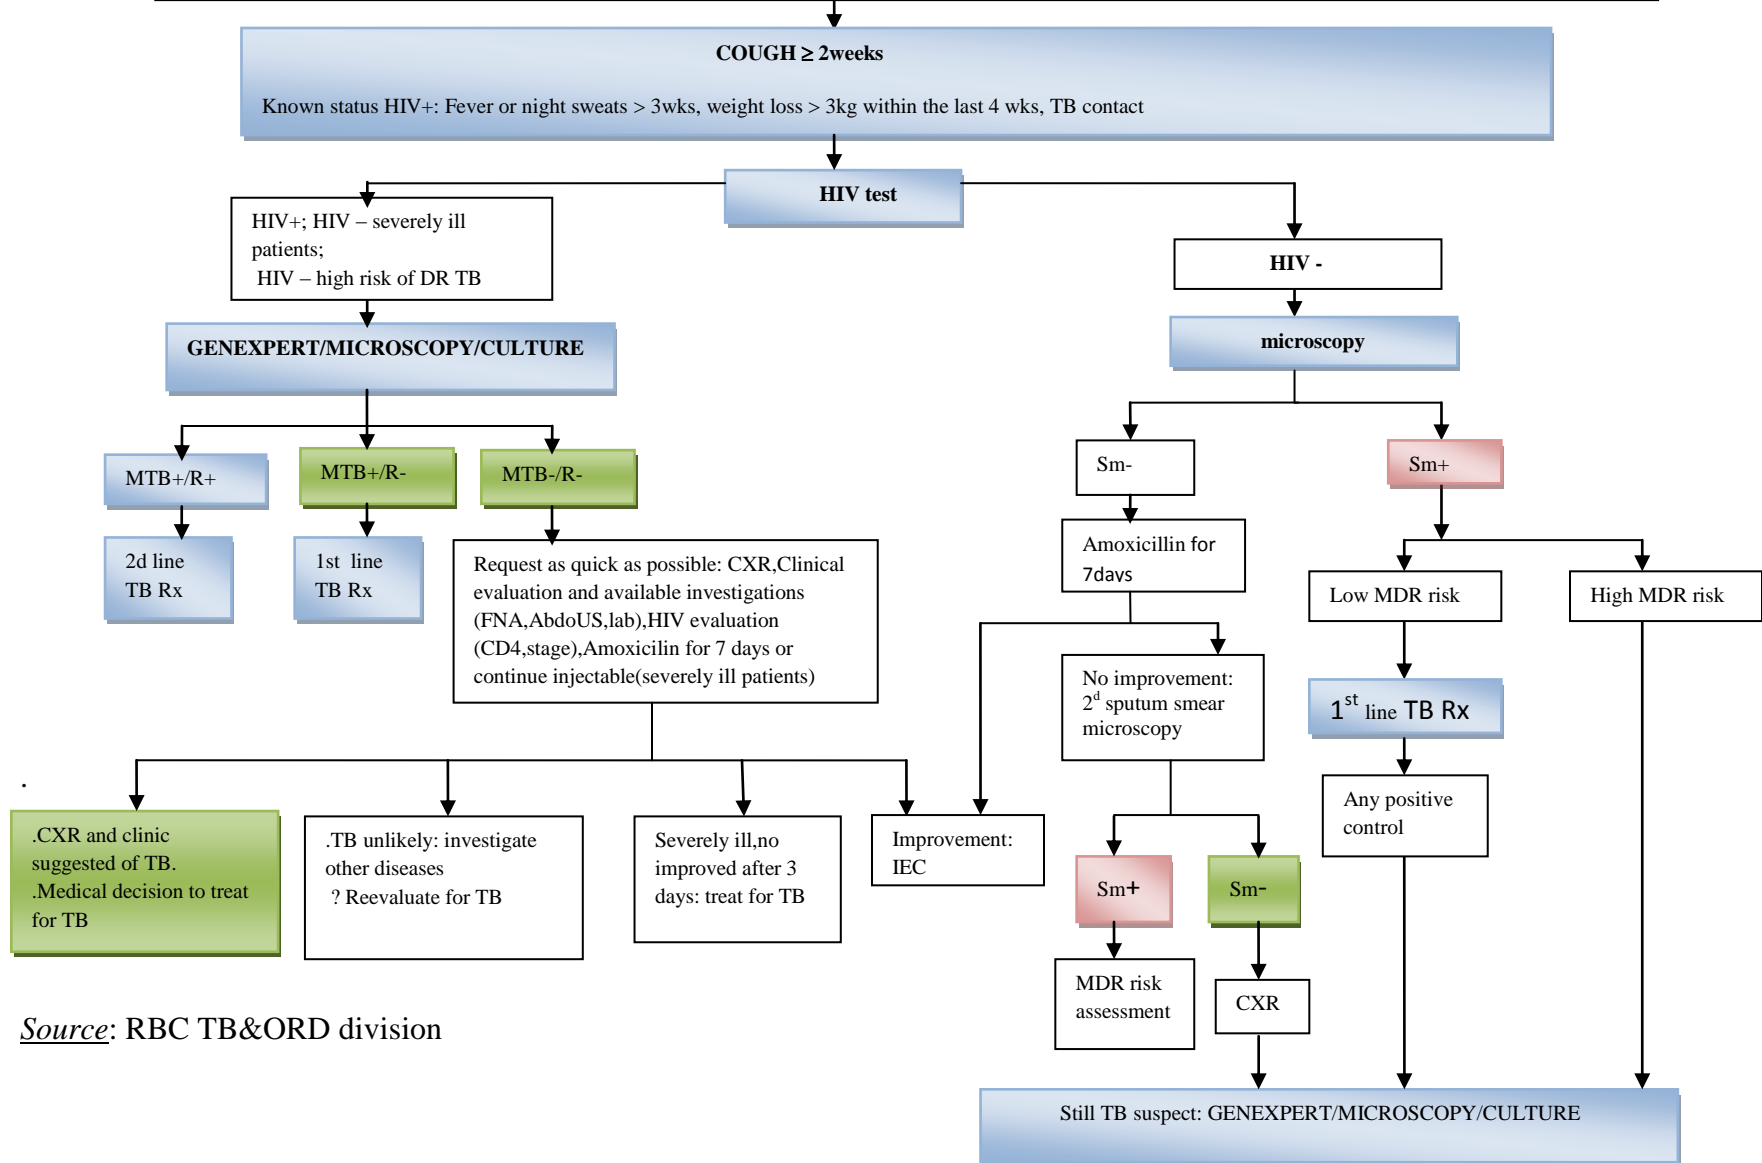 COUGH ≥ 2weeks
Known status HIV+: Fever or night sweats > 3wks, weight loss > 3kg within the last 4 wks, TB contact
HIV test
HIV+; HIV – severely ill
patients;
HIV – high risk of DR TB
HIV -
GENEXPERT/MICROSCOPY/CULTURE
microscopy
MTB+/R+
MTB+/R-
MTB-/R-
Sm-
Sm+
2d line
TB Rx
1st line
TB Rx
Request as quick as possible: CXR,Clinical
evaluation and available investigations
(FNA,AbdoUS,lab),HIV evaluation
(CD4,stage),Amoxicilin for 7 days or
continue injectable(severely ill patients)
Amoxicillin for
7days
Low MDR risk
High MDR risk
No improvement:
2d sputum smear
microscopy
1st line TB Rx
.
.CXR and clinic
suggested of TB.
.Medical decision to treat
for TB
.TB unlikely: investigate
other diseases
? Reevaluate for TB
Severely ill,no
improved after 3
days: treat for TB
Improvement:
IEC
Any positive
control
Sm+
Sm-
MDR risk
assessment
CXR
Source: RBC TB&ORD division
Still TB suspect: GENEXPERT/MICROSCOPY/CULTURE